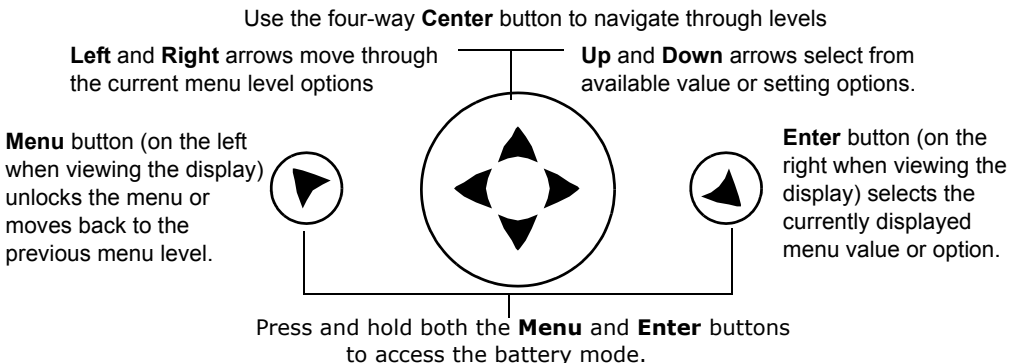 Use the four-way Center button to navigate through levels
Left and Right arrows move through
the current menu level options
Up and Down arrows select from
available value or setting options.
Menu button (on the left
when viewing the display)
unlocks the menu or
moves back to the
previous menu level.
Enter button (on the
right when viewing the
display) selects the
currently displayed
menu value or option.
Press and hold both the Menu and Enter buttons
to access the battery mode.